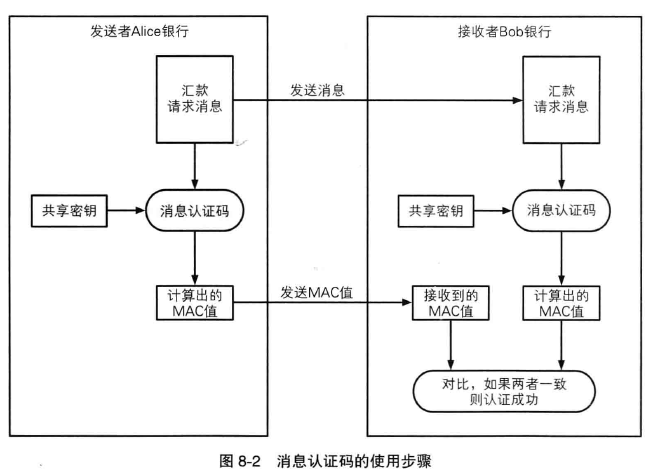 发送者Alice银行
接收者Bob银行
汇款
请求消息
发送消息
汇款
请求消息
共享密钥
消息认证码
共享密钥
消息认证码
计算出的
MAC值
发送MAC值
接收到的
MAC值
计算出的
MAC值
对比，如果两者一致
则认证成功
图 8-2 消息认证码的使用步骤